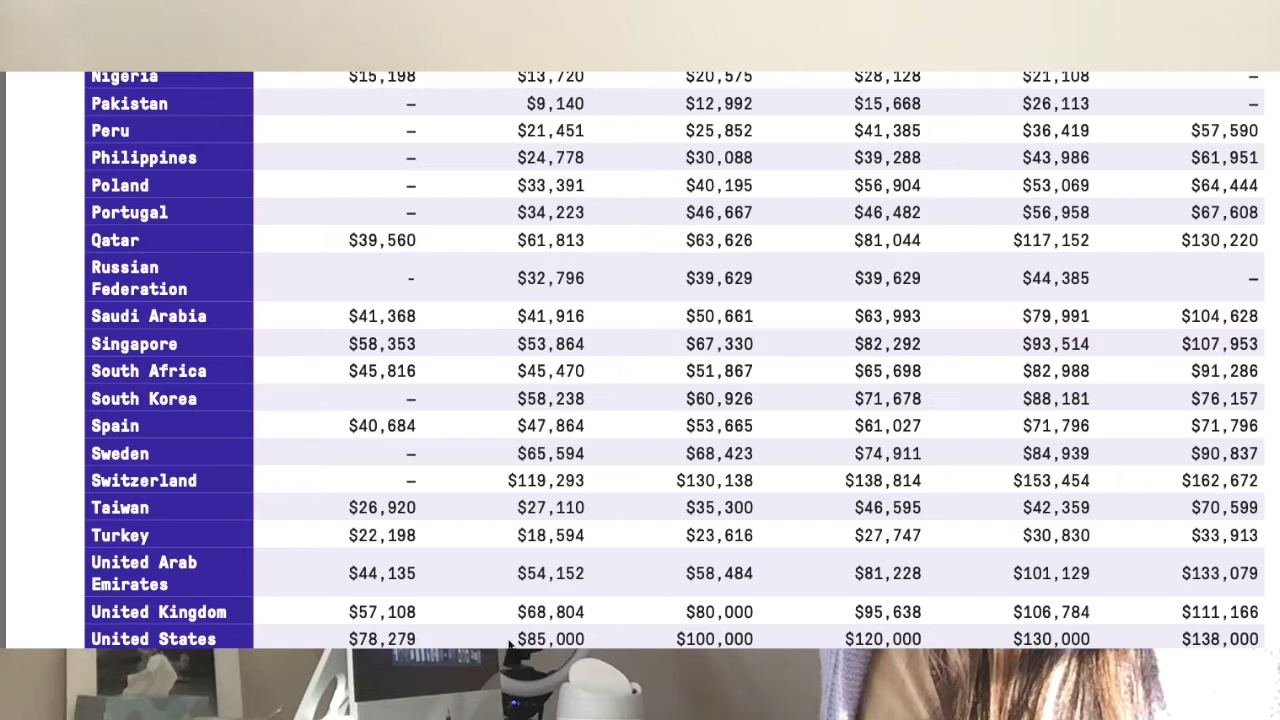 Nigeria $15,198 $13,720 $20,575 $28,128 $21,108 –
Pakistan – $9,140 $12,992 $15,668 $26,113 –
Peru – $21,451 $25,852 $41,385 $36,419 $57,590
Philippines – $24,778 $30,088 $39,288 $43,986 $61,951
Poland – $33,391 $40,195 $56,904 $53,069 $64,444
Portugal – $34,223 $46,667 $46,482 $56,958 $67,608
Qatar $39,560 $61,813 $63,626 $81,044 $117,152 $130,220
Russian
Federation - $32,796 $39,629 $39,629 $44,385 –
Saudi Arabia $41,368 $41,916 $50,661 $63,993 $79,991 $104,628
Singapore $58,353 $53,864 $67,330 $82,292 $93,514 $107,953
South Africa $45,816 $45,470 $51,867 $65,698 $82,988 $91,286
South Korea – $58,238 $60,926 $71,678 $88,181 $76,157
Spain $40,684 $47,864 $53,665 $61,027 $71,796 $71,796
Sweden – $65,594 $68,423 $74,911 $84,939 $90,837
Switzerland – $119,293 $130,138 $138,814 $153,454 $162,672
Taiwan $26,920 $27,110 $35,300 $46,595 $42,359 $70,599
Turkey $22,198 $18,594 $23,616 $27,747 $30,830 $33,913
United Arab
Emirates $44,135 $54,152 $58,484 $81,228 $101,129 $133,079
United Kingdom $57,108 $68,804 $80,000 $95,638 $106,784 $111,166
United States $78,279 $85,000 $100,000 $120,000 $130,000 $138,000